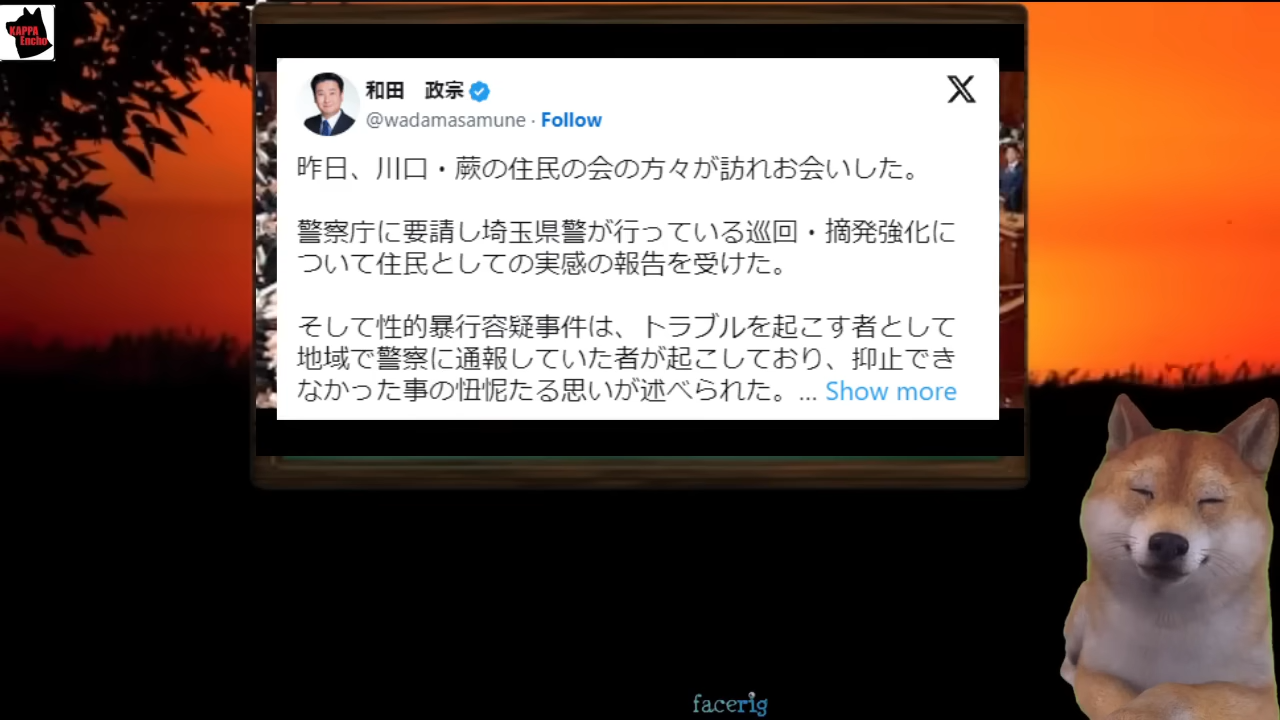 KAPPA
Encho
和田　政宗
@wadamasamune · Follow
昨日、川口・蕨の住民の会の方々が訪れお会いした。
警察庁に要請し埼玉県警が行っている巡回・摘発強化に
ついて住民としての実感の報告を受けた。
そして性的暴行容疑事件は、トラブルを起こす者として
地域で警察に通報していた者が起こしており、抑止でき
なかった事の忸怩たる思いが述べられた。... Show more
facerig